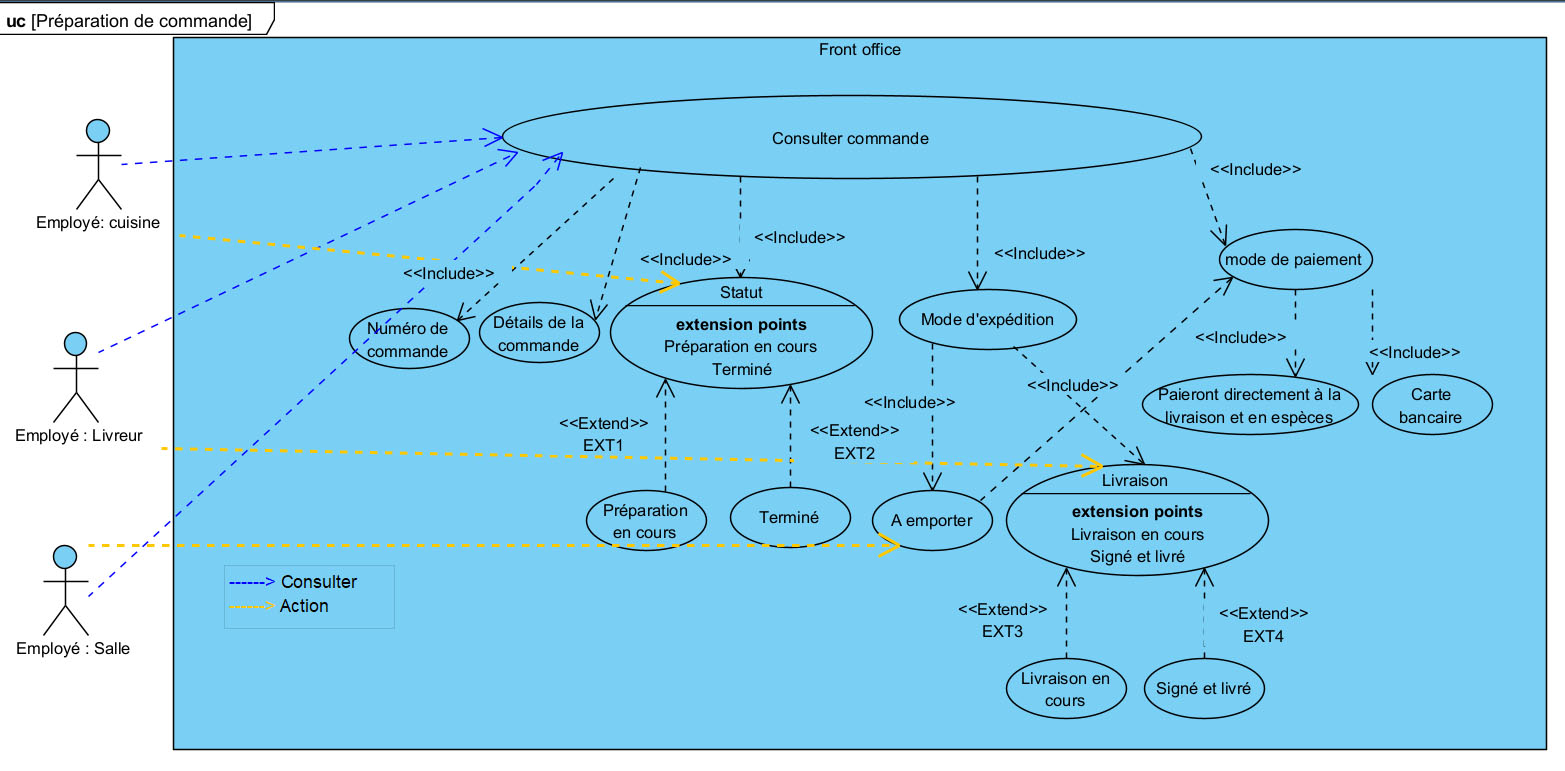 uc [Préparation de commande]
Front office
Consulter commande
<<Include>>
Employé: cuisine
<<Include>>
<<Include>>
<<Include>>
mode de paiement
<<Include>>
Statut
extension points
Préparation en cours
Terminé
Numéro de
commande
Détails de la
commande
Mode d'expédition
<<Include>>
<<Include>>
<<Include>>
<<Include>>
Paieront directement à la
livraison et en espèces
Carte
bancaire
Employé : Livreur
<<Extend>>
EXT1
<<Extend>>
EXT2
Livraison
extension points
Livraison en cours
Signé et livré
Préparation
en cours
Terminé
A emporter
Consulter
Action
Employé : Salle
<<Extend>>
EXT3
<<Extend>>
EXT4
Livraison en
cours
Signé et livré